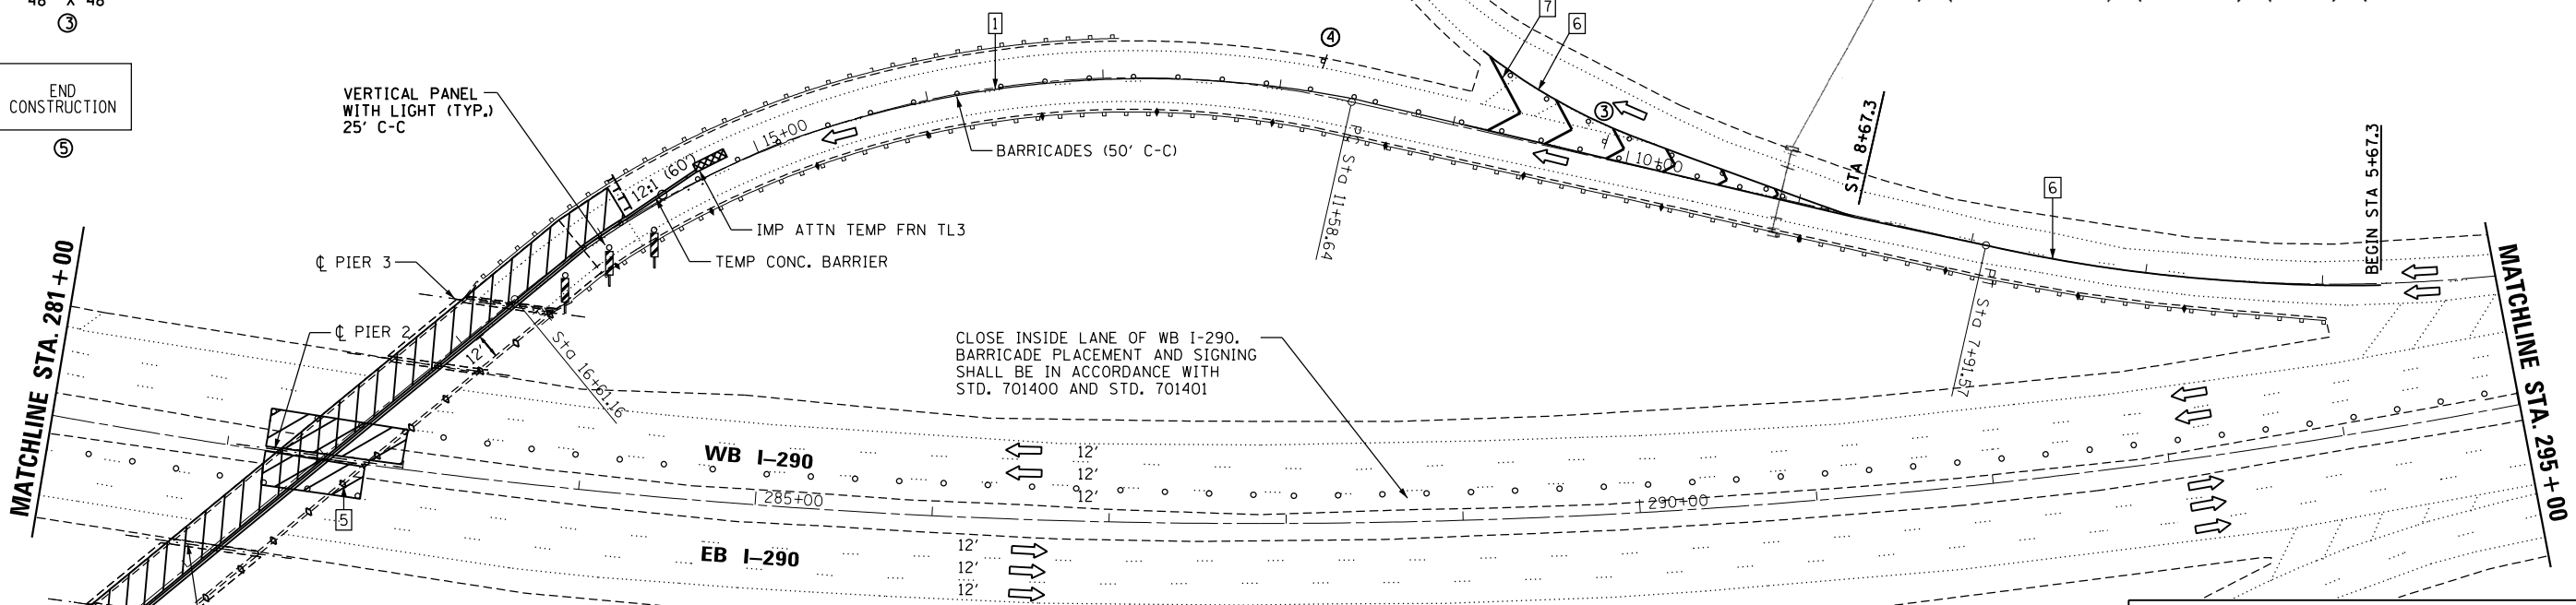 48" X 48"
3
END
CONSTRUCTION
5
VERTICAL PANEL
WITH LIGHT (TYP.)
25' C-C
1
4
7
6
3
15+00
12:1 (60')
BARRICADES (50' C-C)
10+00
STA 8+67.3
6
BEGIN STA 5+67.3
PC Sta 11+58.64
IMP ATTN TEMP FRN TL3
TEMP CONC. BARRIER
℄ PIER 3
℄ PIER 2
12'
Sta 16+61.16
PT Sta 7+91.57
MATCHLINE STA. 281+00
MATCHLINE STA. 295+00
CLOSE INSIDE LANE OF WB I-290.
BARRICADE PLACEMENT AND SIGNING
SHALL BE IN ACCORDANCE WITH
STD. 701400 AND STD. 701401
WB I-290
12'
12'
12'
285+00
290+00
5
EB I-290
12'
12'
12'